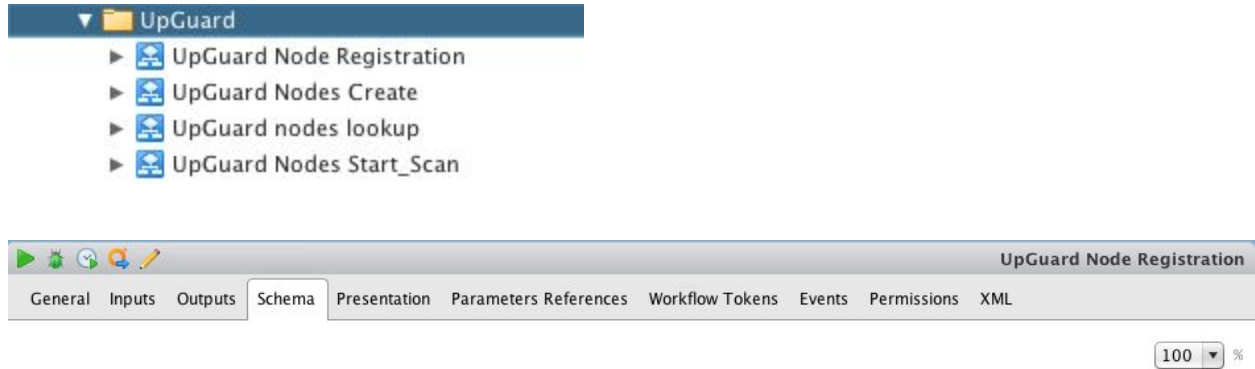 UpGuard
UpGuard Node Registration
UpGuard Nodes Create
UpGuard nodes lookup
UpGuard Nodes Start_Scan
UpGuard Node Registration
General Inputs Outputs Schema Presentation Parameters References Workflow Tokens Events Permissions XML
100 %